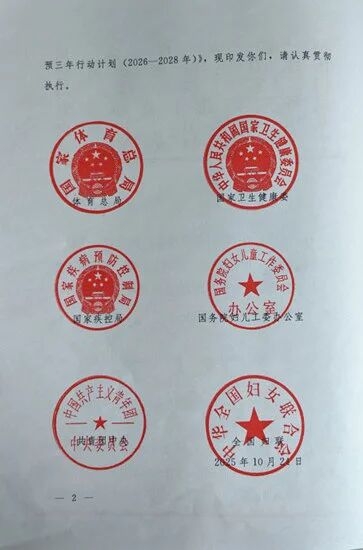 预三年行动计划（2026—2028年）》，现印发你们，请认真贯彻
执行。
国家体育总局
体育总局
中华人民共和国国家卫生健康委员会
国家卫生健康委
国家疾病预防控制局
国家疾控局
国务院妇女儿童工作委员会
办公室
国务院妇儿工委办公室
中国共产主义青年团
中央委员会
共青团中央
中华全国妇女联合会
全国妇联
2025年10月21日
— 2 —